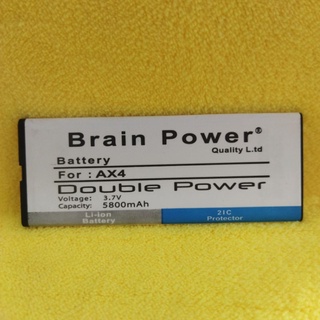 Brain Power®
Quality L.td
Battery
For : AX4
Double Power
Voltage: 3.7V
Capacity: 5800mAh
Li-Ion
Battery
2IC
Protector